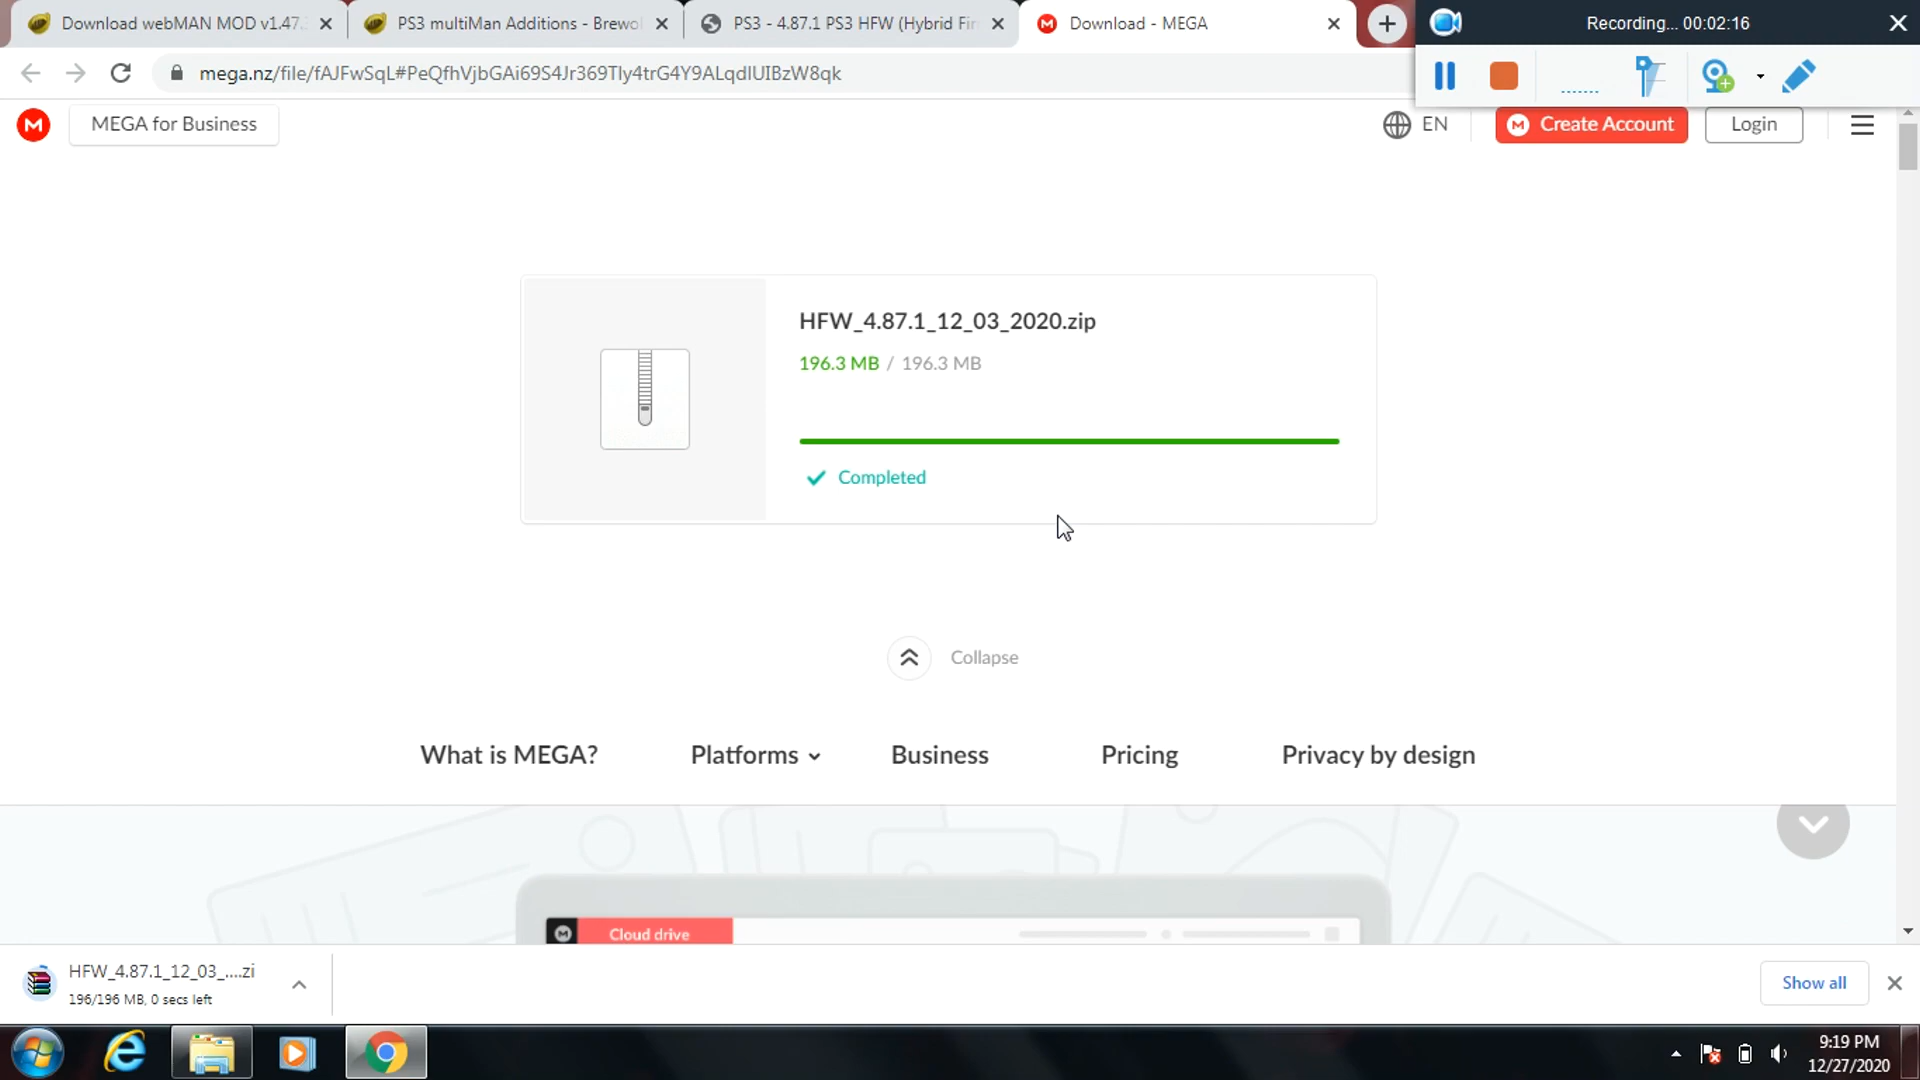 Download webMAN MOD v1.47.
PS3 multiMan Additions - Brewol
PS3 - 4.87.1 PS3 HFW (Hybrid Fir
Download - MEGA
Recording... 00:02:16
mega.nz/file/fAJFwSqL#PeQfhVjbGAi69S4Jr369Tly4trG4Y9ALqdlUIBzW8qk
MEGA for Business
EN
Create Account
Login
HFW_4.87.1_12_03_2020.zip
196.3 MB / 196.3 MB
Completed
Collapse
What is MEGA?
Platforms
Business
Pricing
Privacy by design
Cloud drive
HFW_4.87.1_12_03_....zi
196/196 MB, 0 secs left
Show all
9:19 PM
12/27/2020